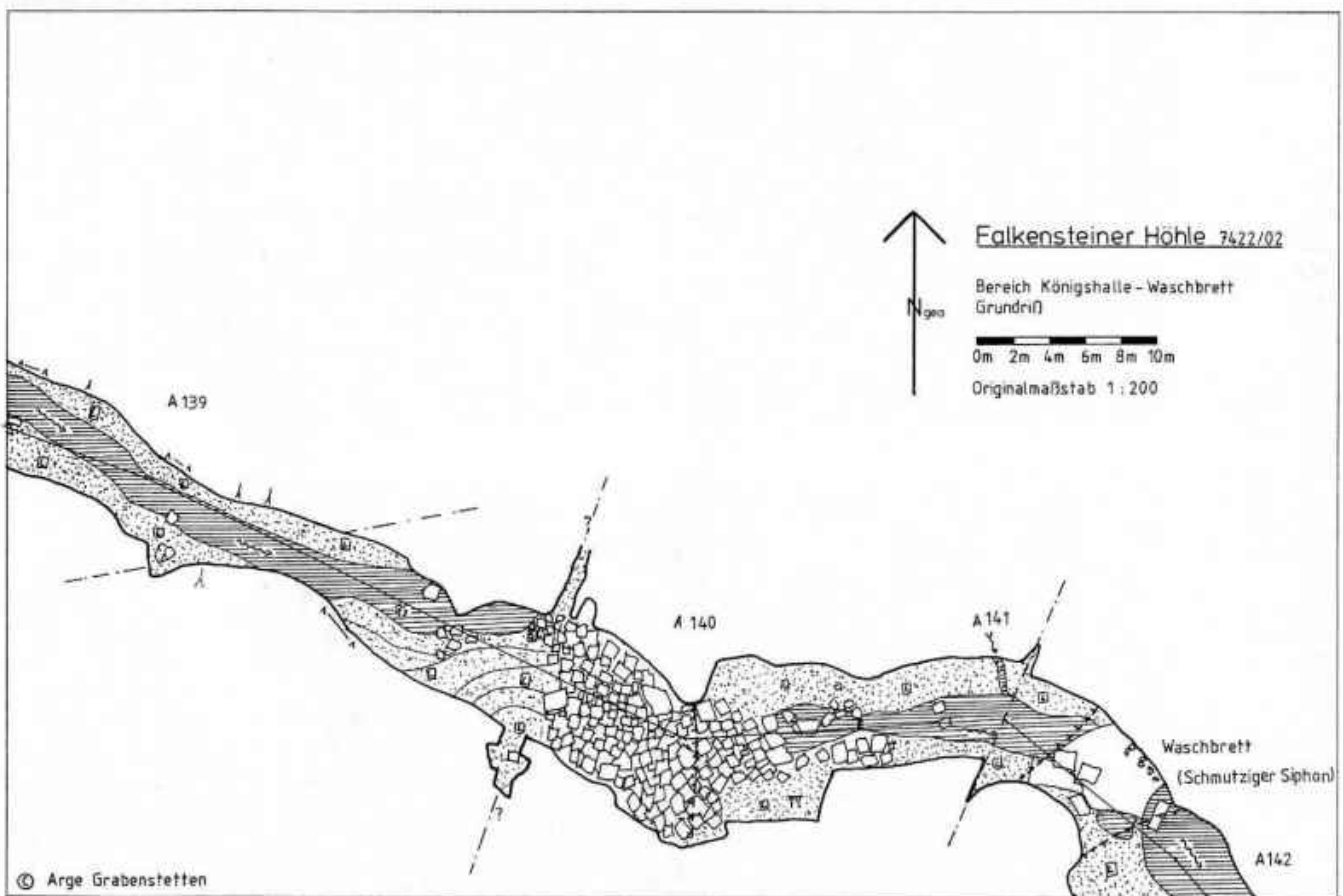 Falkensteiner Höhle 7422/02
Bereich Königshalle - Waschbrett
Grundriß
Ngeo
0m 2m 4m 6m 8m 10m
Originalmaßstab 1 : 200
A 139
?
A 140
A 141
Waschbrett
(Schmutziger Siphon)
?
A142
© Arge Grabenstetten